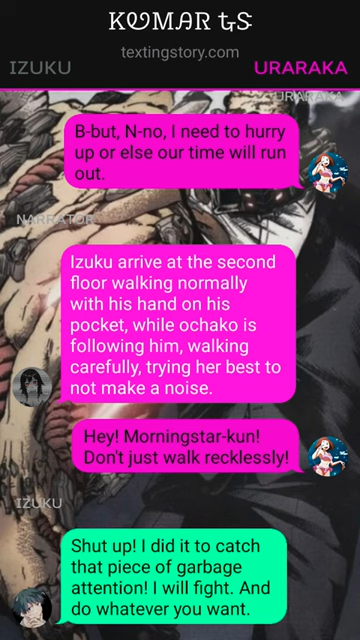 KUMAR GS
textingstory.com
IZUKU
URARAKA
URARAKA
B-but, N-no, I need to hurry
up or else our time will run
out.
NARRATOR
Izuku arrive at the second
floor walking normally
with his hand on his
pocket, while ochako is
following him, walking
carefully, trying her best to
not make a noise.
Hey! Morningstar-kun!
Don't just walk recklessly!
IZUKU
Shut up! I did it to catch
that piece of garbage
attention! I will fight. And
do whatever you want.